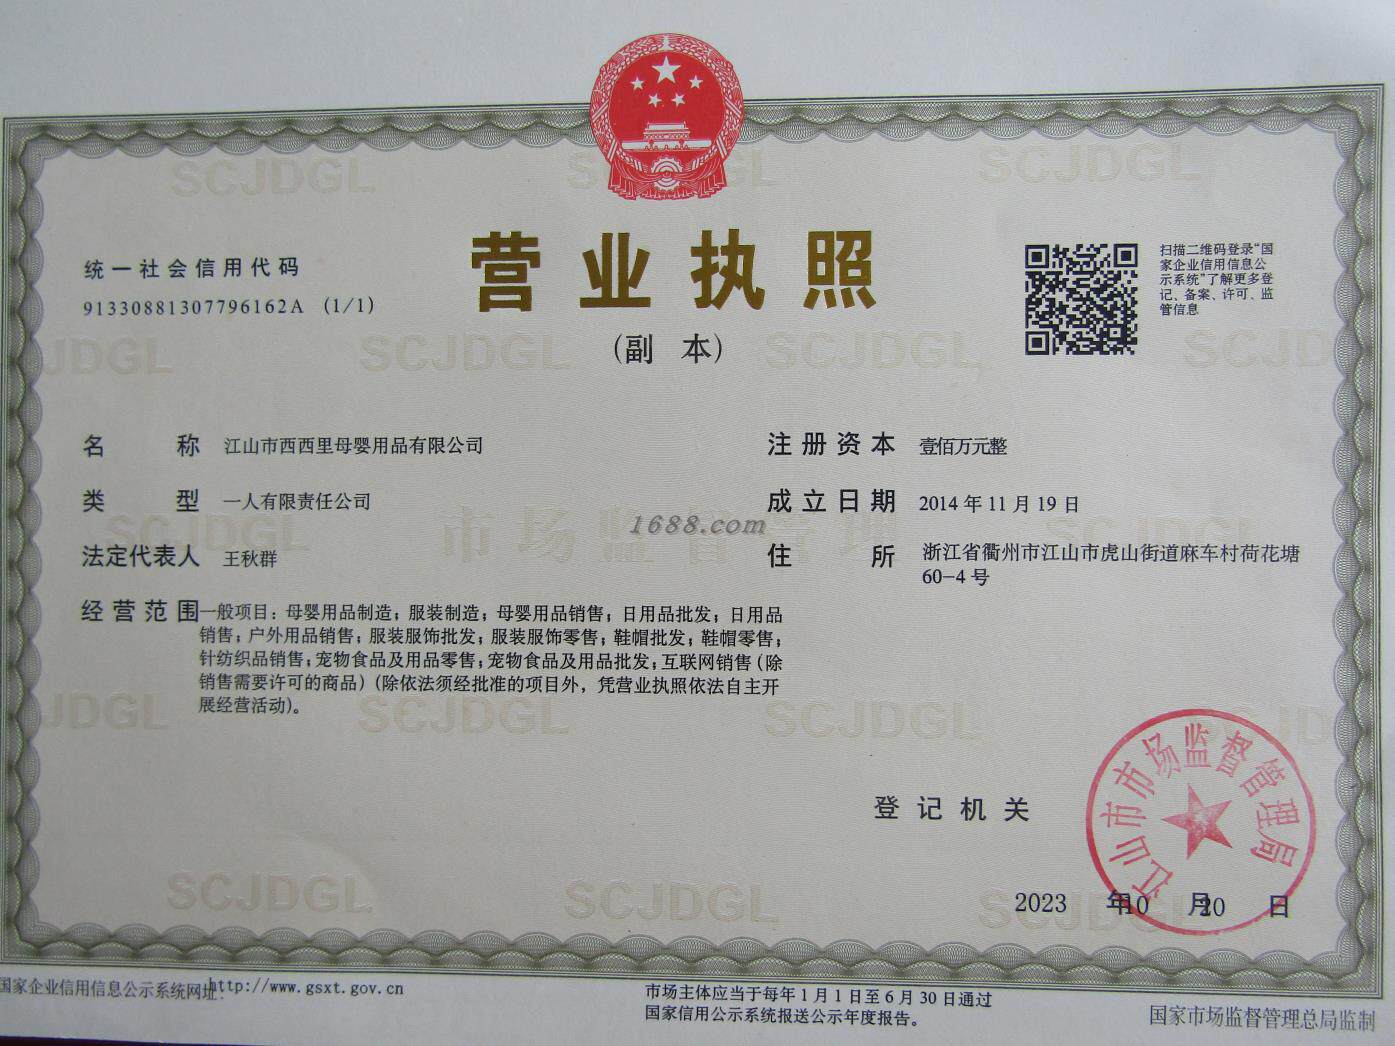 营业执照
(副 本)
统一社会信用代码
91330881307796162A (1/1)
扫描二维码登录"国
家企业信用信息公
示系统"了解更多登
记、备案、许可、监
管信息
名 称 江山市西西里母婴用品有限公司
类 型 一人有限责任公司
法定代表人 王秋群
经营范围 一般项目：母婴用品制造；服装制造；母婴用品销售；日用品批发；日用品
销售；户外用品销售；服装服饰批发；服装服饰零售；鞋帽批发；鞋帽零售；
针纺织品销售；宠物食品及用品零售；宠物食品及用品批发；互联网销售（除
销售需要许可的商品）（除依法须经批准的项目外，凭营业执照依法自主开
展经营活动）。
注册资本 壹佰万元整
成立日期 2014 年 11 月 19 日
住 所 浙江省衢州市江山市虎山街道麻车村荷花塘
60-4 号
1688.com
市场监督管理
SCJDGL
登记机关
江山市市场监督管理局
2023 年 10 月 20 日
国家企业信用信息公示系统网址：http://www.gsxt.gov.cn
市场主体应当于每年 1 月 1 日至 6 月 30 日通过
国家信用公示系统报送公示年度报告。
国家市场监督管理总局监制